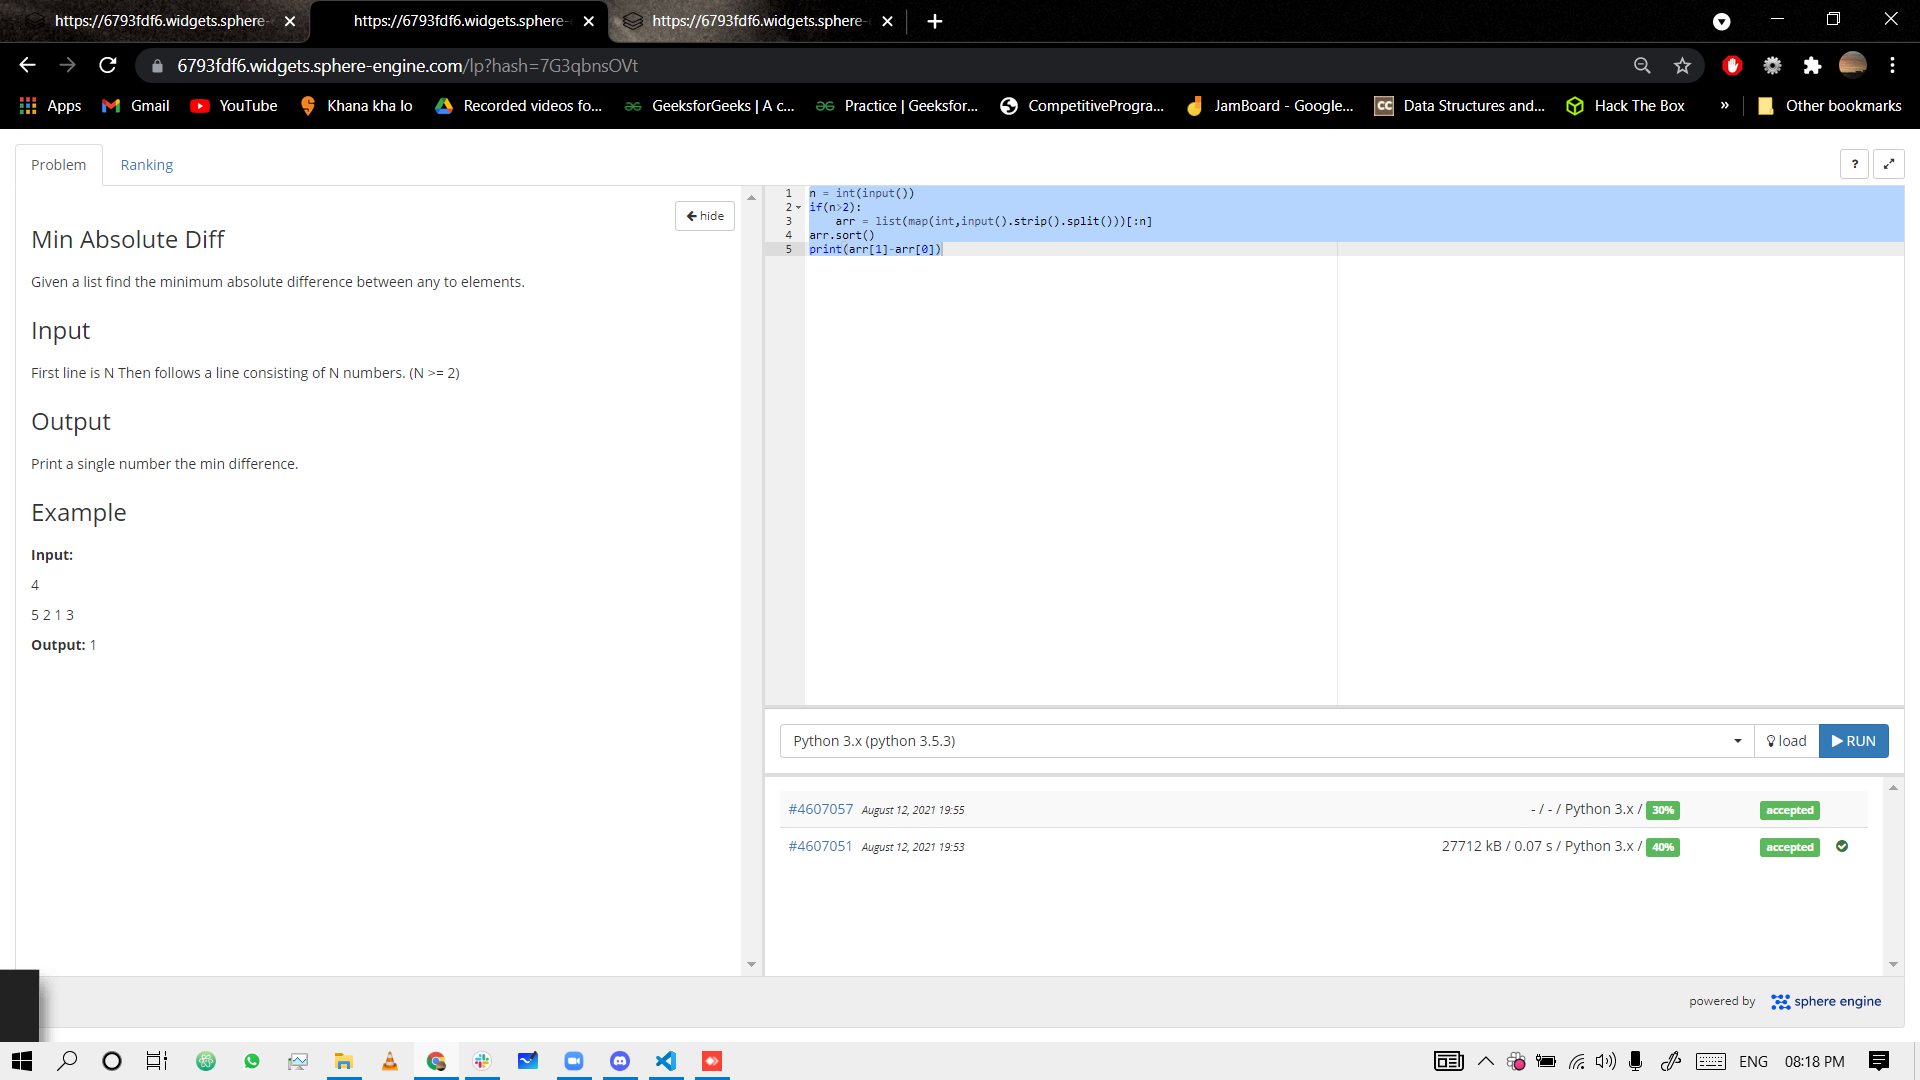 https://6793fdf6.widgets.sphere-
https://6793fdf6.widgets.sphere-
https://6793fdf6.widgets.sphere-
6793fdf6.widgets.sphere-engine.com/lp?hash=7G3qbnsOVt
Apps Gmail YouTube Khana kha lo Recorded videos fo... GeeksforGeeks | A c... Practice | Geeksfor... CompetitiveProgra... JamBoard - Google... CC Data Structures and... Hack The Box » Other bookmarks
Problem Ranking
?
hide
Min Absolute Diff
Given a list find the minimum absolute difference between any to elements.
Input
First line is N Then follows a line consisting of N numbers. (N >= 2)
Output
Print a single number the min difference.
Example
Input:
4
5 2 1 3
Output: 1
1 n = int(input())
2 if(n>2):
3 arr = list(map(int,input().strip().split()))[:n]
4 arr.sort()
5 print(arr[1]-arr[0])
Python 3.x (python 3.5.3)
load
RUN
#4607057 August 12, 2021 19:55 - / - / Python 3.x / 30% accepted
#4607051 August 12, 2021 19:53 27712 kB / 0.07 s / Python 3.x / 40% accepted
powered by sphere engine
ENG 08:18 PM